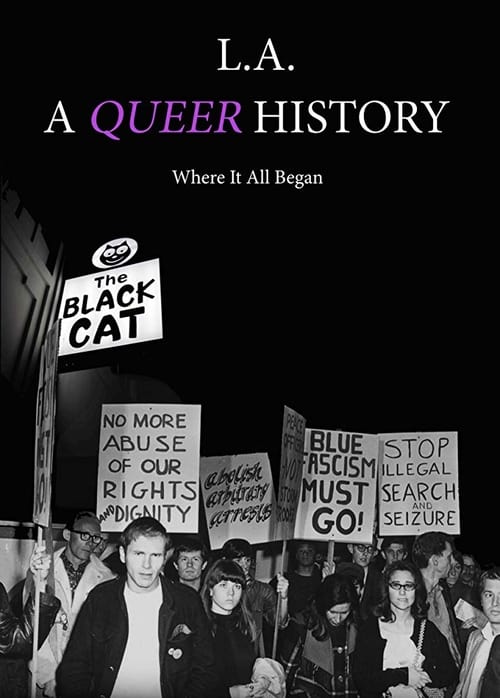 L.A.
A QUEER HISTORY
Where It All Began
The
BLACK
CAT
NO MORE
ABUSE
OF OUR
RIGHTS
AND DIGNITY
abolish
arbitrary
arrests
PEACE
BLUE
FASCISM
MUST
GO!
STOP
ILLEGAL
SEARCH
AND
SEIZURE